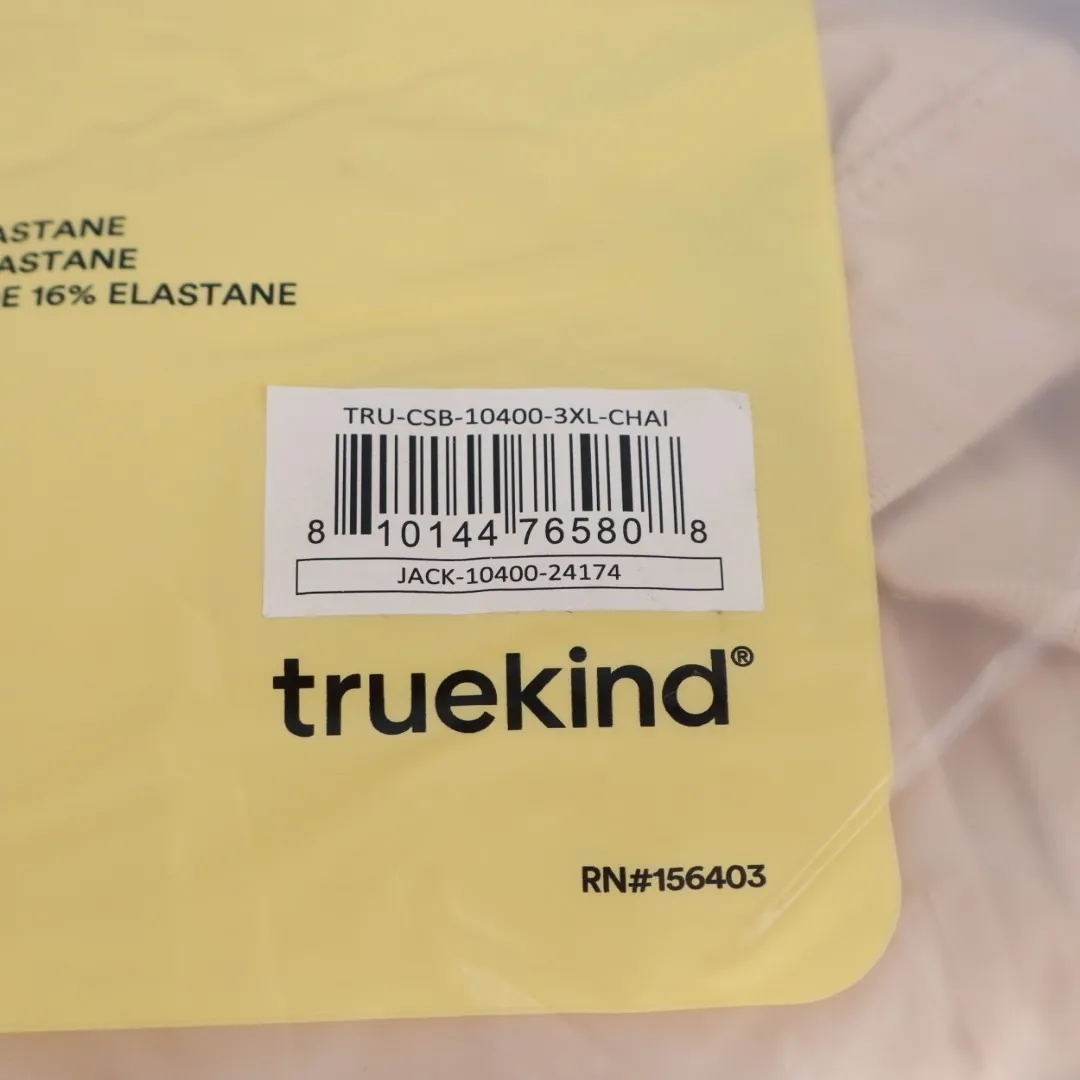 ASTANE
ASTANE
E 16% ELASTANE
TRU-CSB-10400-3XL-CHAI
8 10144 76580 8
JACK-10400-24174
truekind®
RN#156403